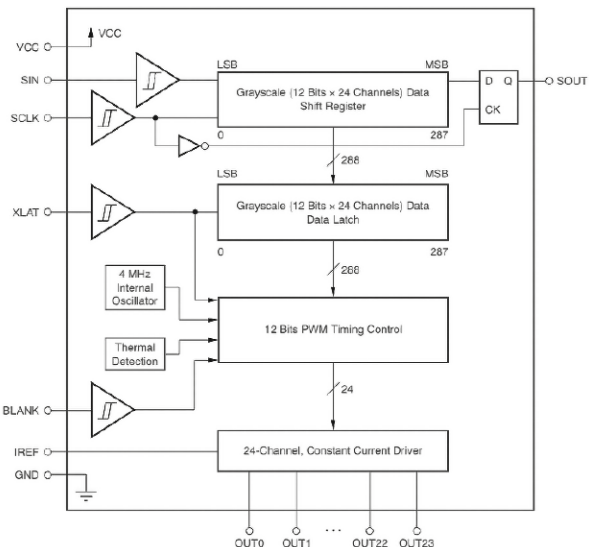 VCC
VCC
SIN
SCLK
LSB
MSB
Grayscale (12 Bits × 24 Channels) Data
Shift Register
0
287
D Q
CK
SOUT
288
LSB
MSB
XLAT
Grayscale (12 Bits × 24 Channels) Data
Data Latch
0
287
288
4 MHz
Internal
Oscillator
12 Bits PWM Timing Control
Thermal
Detection
24
BLANK
IREF
24-Channel, Constant Current Driver
GND
OUT0 OUT1 ... OUT22 OUT23